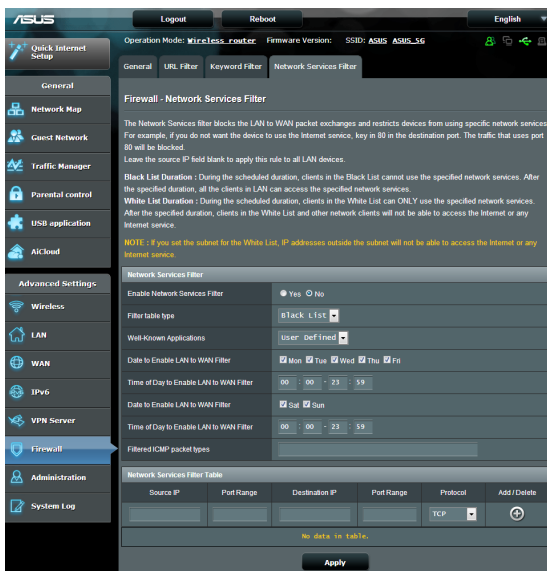 ASUS
Logout
Reboot
English
Quick Internet
Setup
Operation Mode: Wireless router Firmware Version: SSID: ASUS ASUS_5G
General
URL Filter
Keyword Filter
Network Services Filter
General
Network Map
Guest Network
Traffic Manager
Parental control
USB application
AiCloud
Advanced Settings
Wireless
LAN
WAN
IPv6
VPN Server
Firewall
Administration
System Log
Firewall - Network Services Filter
The Network Services filter blocks the LAN to WAN packet exchanges and restricts devices from using specific network services.
For example, if you do not want the device to use the Internet service, key in 80 in the destination port. The traffic that uses port
80 will be blocked.
Leave the source IP field blank to apply this rule to all LAN devices.
Black List Duration : During the scheduled duration, clients in the Black List cannot use the specified network services. After
the specified duration, all the clients in LAN can access the specified network services.
White List Duration : During the scheduled duration, clients in the White List can ONLY use the specified network services.
After the specified duration, clients in the White List and other network clients will not be able to access the Internet or any
Internet service.
NOTE : If you set the subnet for the White List, IP addresses outside the subnet will not be able to access the Internet or any
Internet service.
Network Services Filter
Enable Network Services Filter
Yes No
Filter table type
Black List
Well-Known Applications
User Defined
Date to Enable LAN to WAN Filter
Mon Tue Wed Thu Fri
Time of Day to Enable LAN to WAN Filter
00 : 00 - 23 : 59
Date to Enable LAN to WAN Filter
Sat Sun
Time of Day to Enable LAN to WAN Filter
00 : 00 - 23 : 59
Filtered ICMP packet types
Network Services Filter Table
Source IP
Port Range
Destination IP
Port Range
Protocol
Add / Delete
TCP
No data in table.
Apply